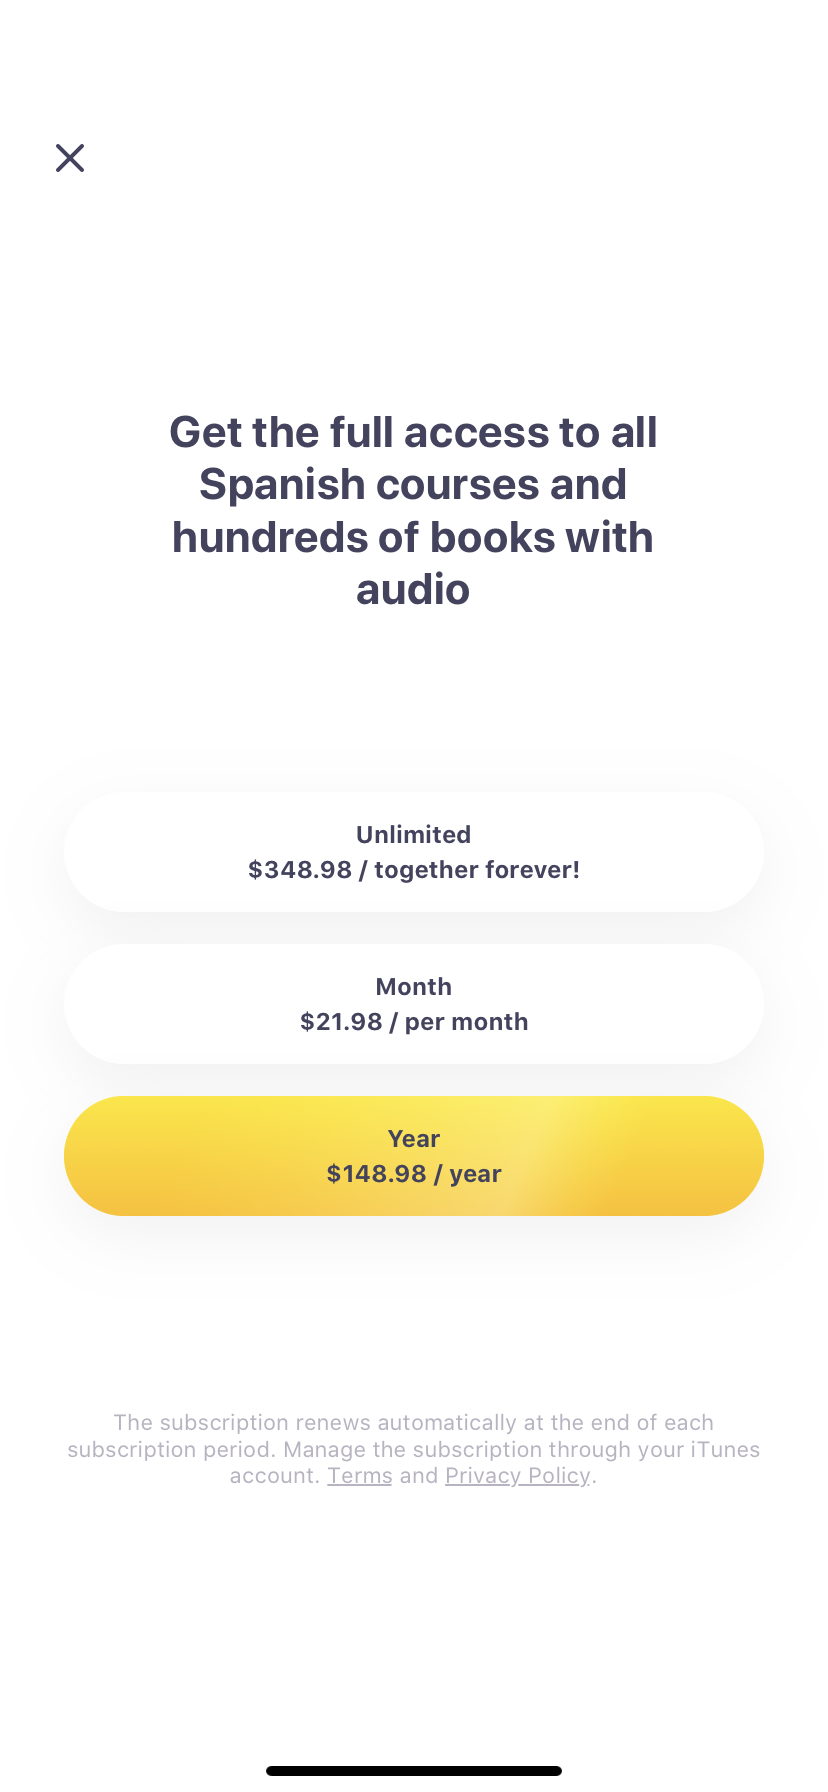 Get the full access to all
Spanish courses and
hundreds of books with
audio
Unlimited
$348.98 / together forever!
Month
$21.98 / per month
Year
$148.98 / year
The subscription renews automatically at the end of each
subscription period. Manage the subscription through your iTunes
account. Terms and Privacy Policy.